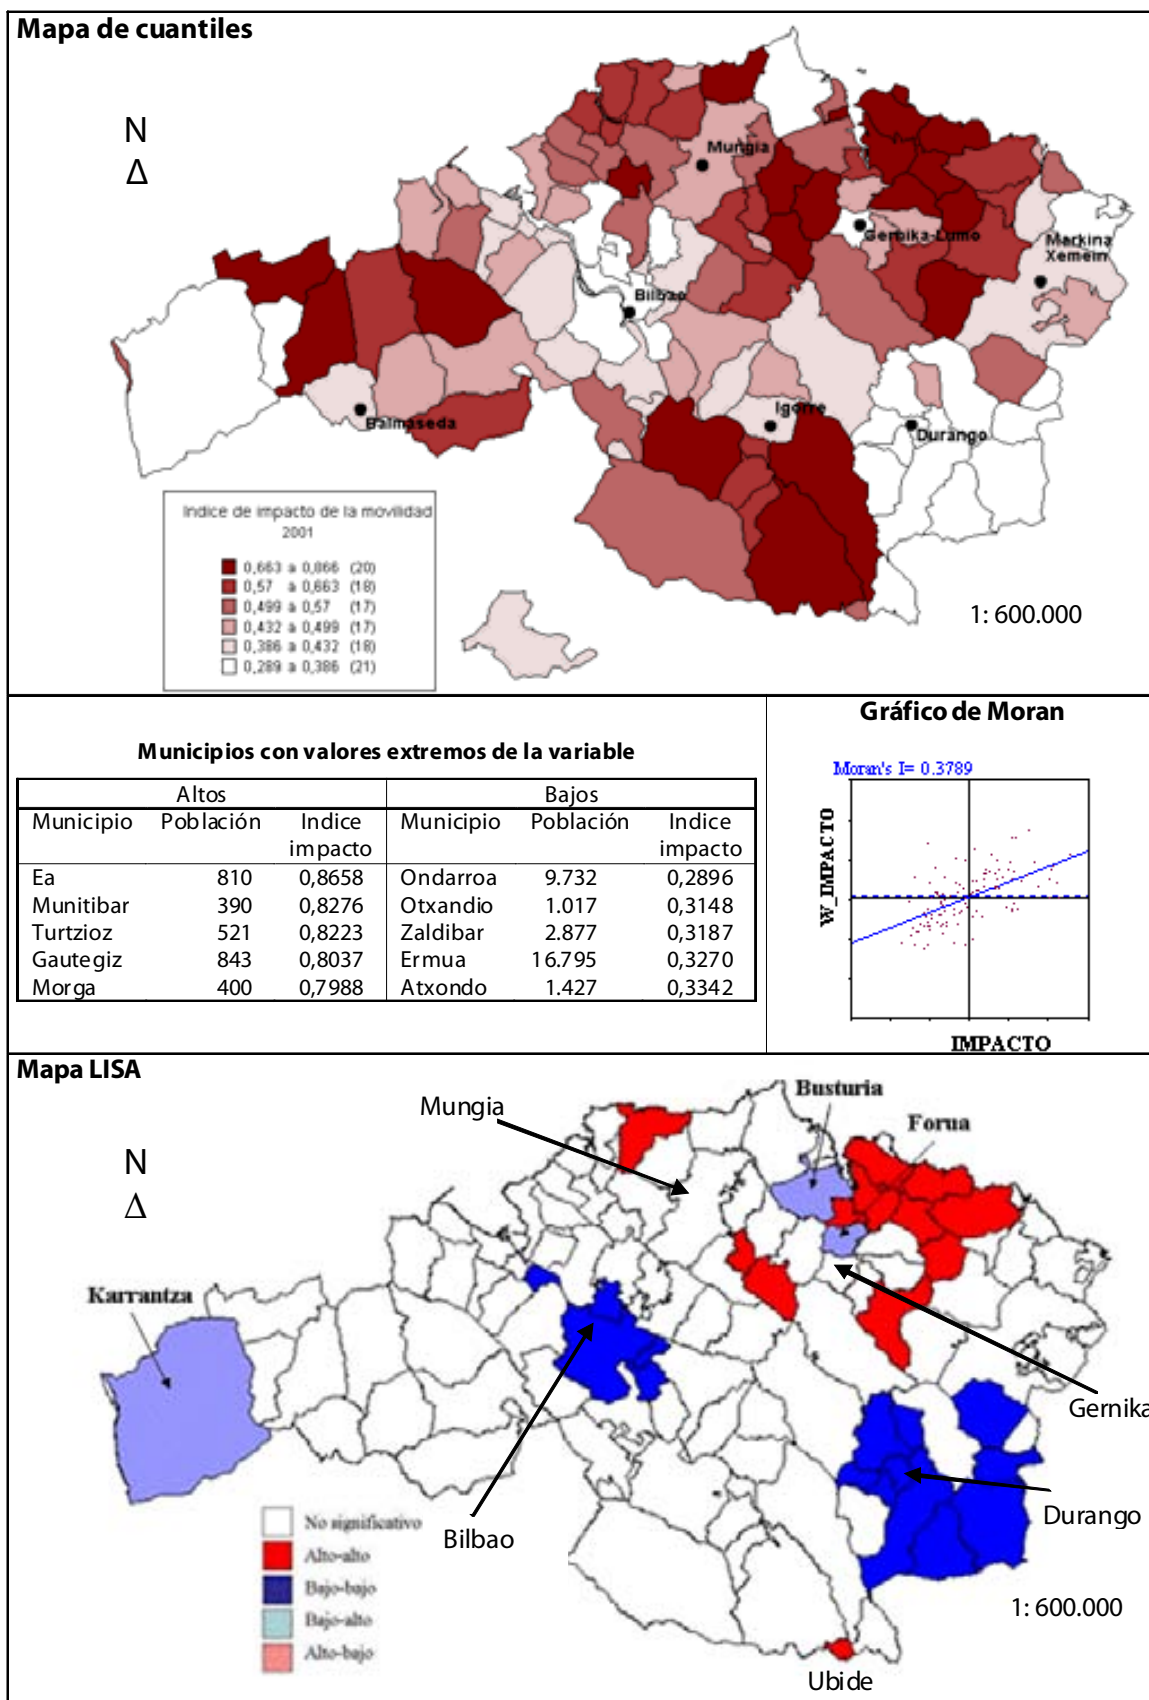 Mapa de cuantiles
N
Δ
Mungia
Gernika-Lumo
Markina
Xemein
Bilbao
Igorre
Balmaseda
Durango
Indice de impacto de la movilidad
2001
0,663 a 0,866 (20)
0,57 a 0,663 (18)
0,499 a 0,57 (17)
0,432 a 0,499 (17)
0,386 a 0,432 (18)
0,289 a 0,386 (21)
1: 600.000
Municipios con valores extremos de la variable
Altos Bajos
Municipio Población Indice Municipio Población Indice
impacto impacto
Ea 810 0,8658 Ondarroa 9.732 0,2896
Munitibar 390 0,8276 Otxandio 1.017 0,3148
Turtzioz 521 0,8223 Zaldibar 2.877 0,3187
Gautegiz 843 0,8037 Ermua 16.795 0,3270
Morga 400 0,7988 Atxondo 1.427 0,3342
Gráfico de Moran
Moran's I= 0.3789
W_IMPACTO
IMPACTO
Mapa LISA
N
Δ
Mungia
Busturia
Forua
Karrantza
Gernika
Durango
Bilbao
No significativo
Alto-alto
Bajo-bajo
Bajo-alto
Alto-bajo
1: 600.000
Ubide